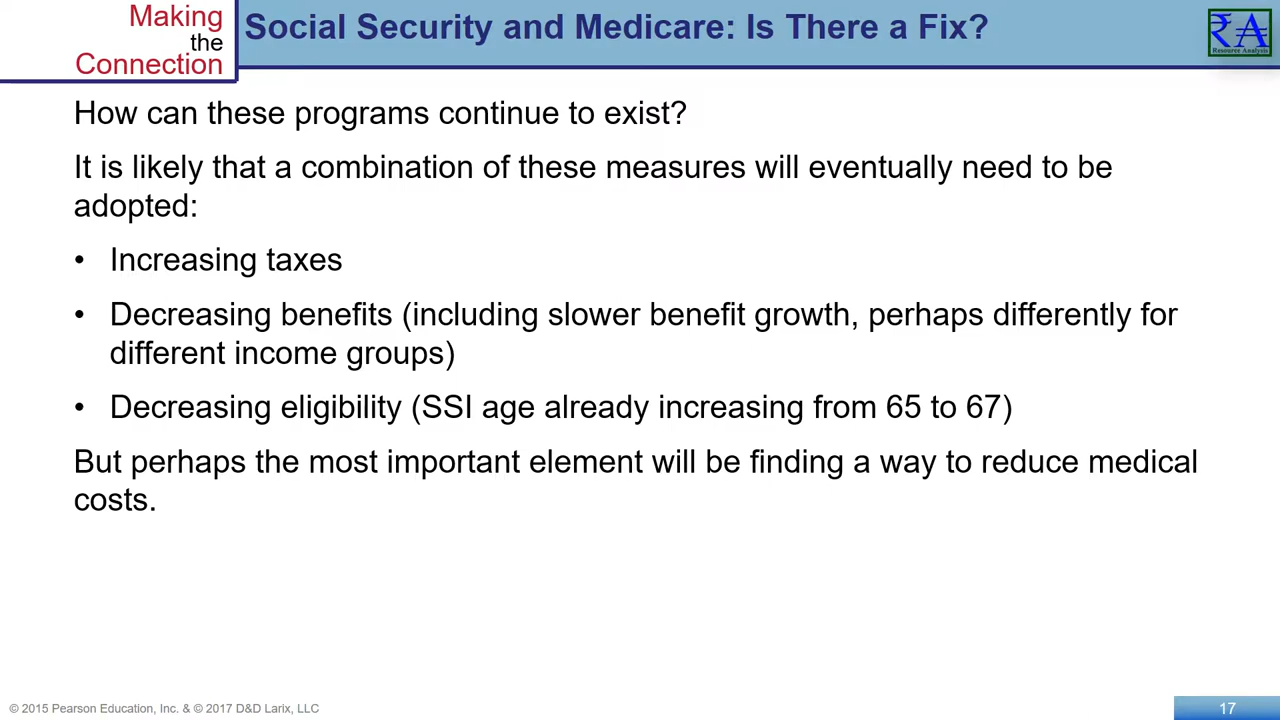 Making
the
Connection
Social Security and Medicare: Is There a Fix?
₹A
Resource Analysis
How can these programs continue to exist?
It is likely that a combination of these measures will eventually need to be
adopted:
• Increasing taxes
• Decreasing benefits (including slower benefit growth, perhaps differently for
different income groups)
• Decreasing eligibility (SSI age already increasing from 65 to 67)
But perhaps the most important element will be finding a way to reduce medical
costs.
© 2015 Pearson Education, Inc. & © 2017 D&D Larix, LLC
17